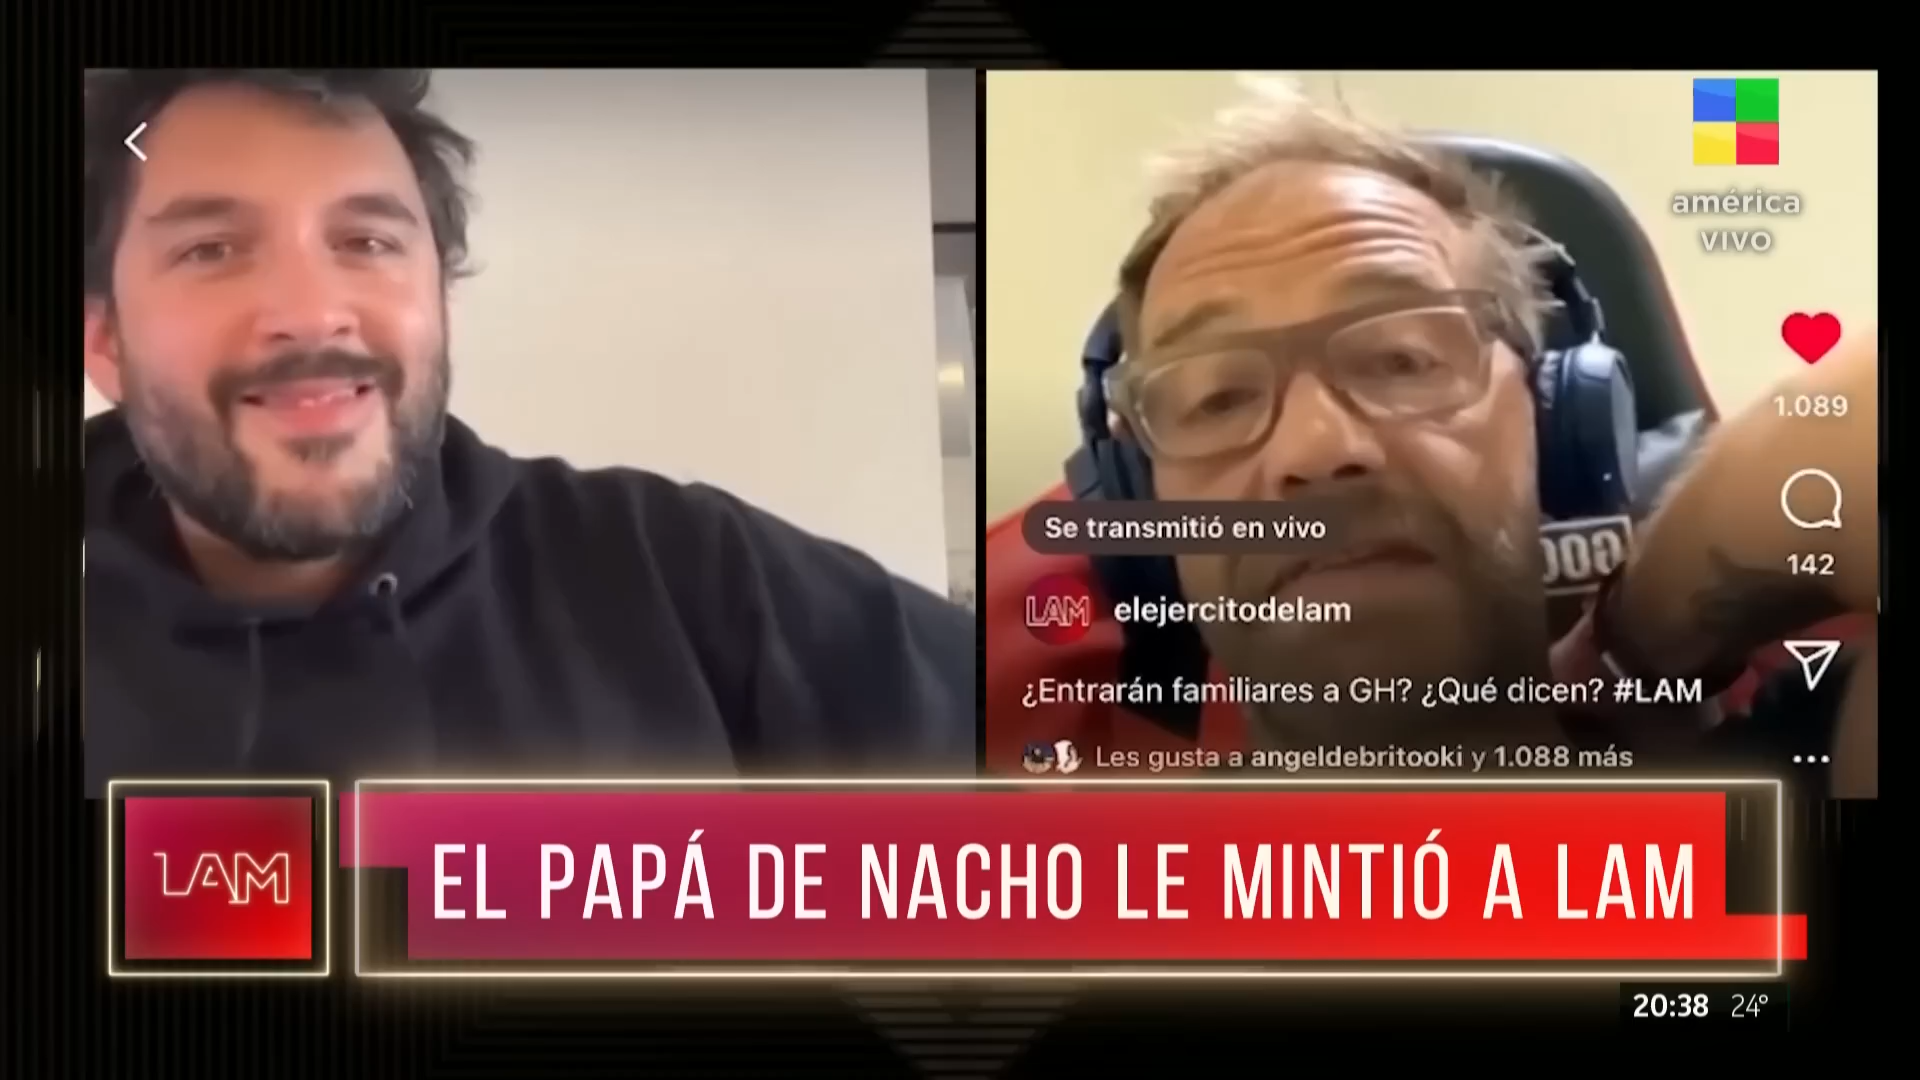 américa
VIVO
1.089
Se transmitió en vivo
142
LAM elejercitodelam
¿Entrarán familiares a GH? ¿Qué dicen? #LAM
Les gusta a angeldebritooki y 1.088 más
LAM
EL PAPÁ DE NACHO LE MINTIÓ A LAM
20:38 24°